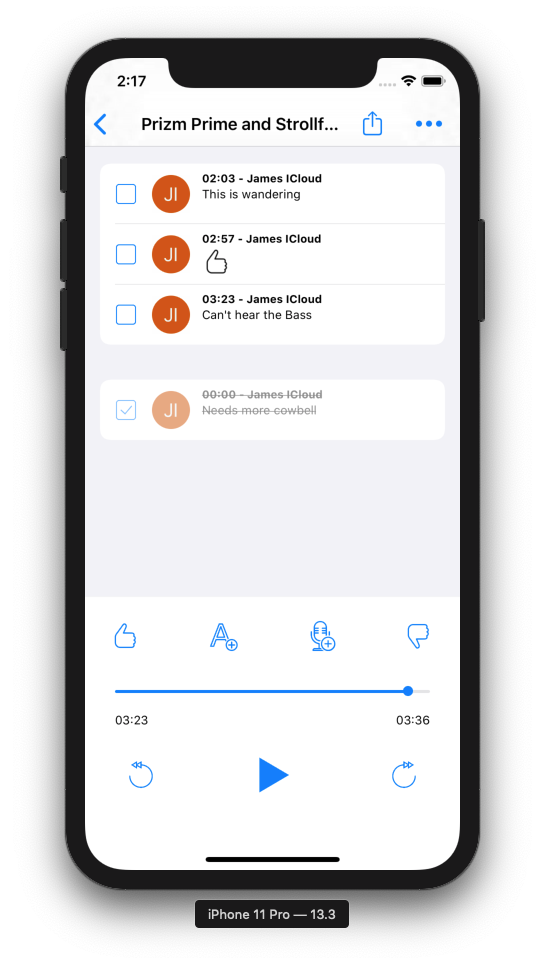 2:17
Prizm Prime and Strollf...
JI
02:03 - James ICloud
This is wandering
JI
02:57 - James ICloud
JI
03:23 - James ICloud
Can't hear the Bass
JI
00:00 - James ICloud
Needs more cowbell
A
03:23 03:36
iPhone 11 Pro — 13.3